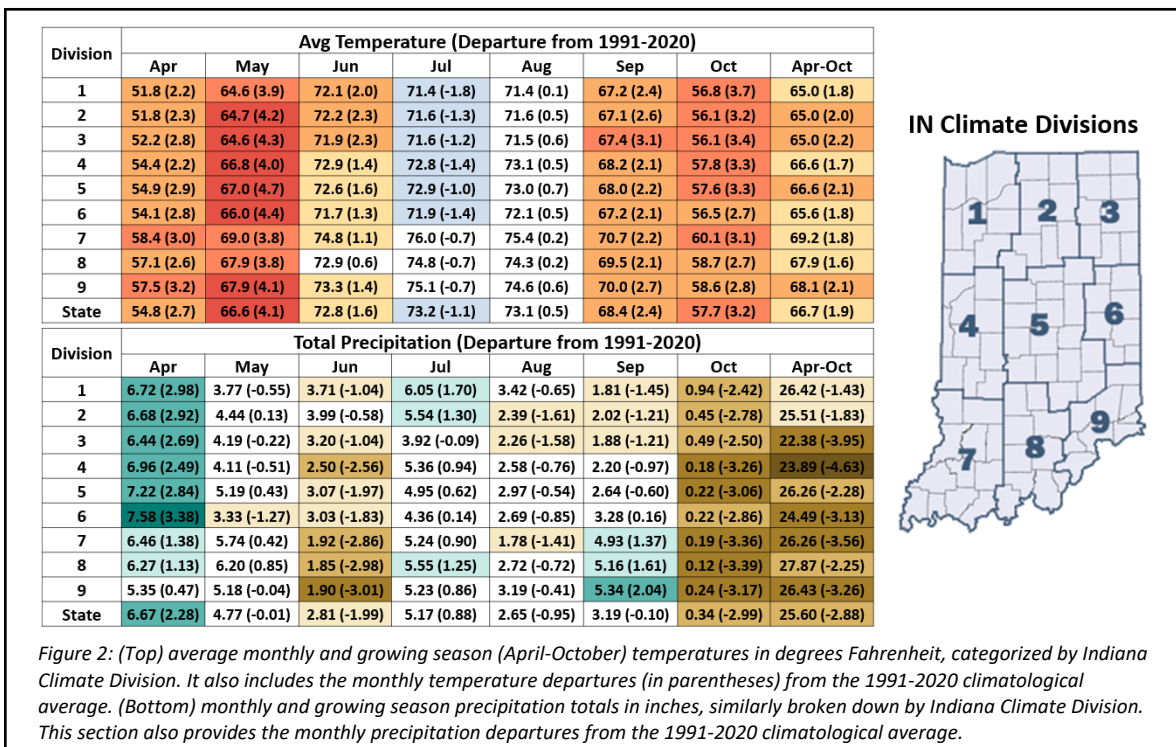 Division Avg Temperature (Departure from 1991-2020)
Apr May Jun Jul Aug Sep Oct Apr-Oct
1 51.8 (2.2) 64.6 (3.9) 72.1 (2.0) 71.4 (-1.8) 71.4 (0.1) 67.2 (2.4) 56.8 (3.7) 65.0 (1.8)
2 51.8 (2.3) 64.7 (4.2) 72.2 (2.3) 71.6 (-1.3) 71.6 (0.5) 67.1 (2.6) 56.1 (3.2) 65.0 (2.0)
3 52.2 (2.8) 64.6 (4.3) 71.9 (2.3) 71.6 (-1.2) 71.5 (0.6) 67.4 (3.1) 56.1 (3.4) 65.0 (2.2)
4 54.4 (2.2) 66.8 (4.0) 72.9 (1.4) 72.8 (-1.4) 73.1 (0.5) 68.2 (2.1) 57.8 (3.3) 66.6 (1.7)
5 54.9 (2.9) 67.0 (4.7) 72.6 (1.6) 72.9 (-1.0) 73.0 (0.7) 68.0 (2.2) 57.6 (3.3) 66.6 (2.1)
6 54.1 (2.8) 66.0 (4.4) 71.7 (1.3) 71.9 (-1.4) 72.1 (0.5) 67.2 (2.1) 56.5 (2.7) 65.6 (1.8)
7 58.4 (3.0) 69.0 (3.8) 74.8 (1.1) 76.0 (-0.7) 75.4 (0.2) 70.7 (2.2) 60.1 (3.1) 69.2 (1.8)
8 57.1 (2.6) 67.9 (3.8) 72.9 (0.6) 74.8 (-0.7) 74.3 (0.2) 69.5 (2.1) 58.7 (2.7) 67.9 (1.6)
9 57.5 (3.2) 67.9 (4.1) 73.3 (1.4) 75.1 (-0.7) 74.6 (0.6) 70.0 (2.7) 58.6 (2.8) 68.1 (2.1)
State 54.8 (2.7) 66.6 (4.1) 72.8 (1.6) 73.2 (-1.1) 73.1 (0.5) 68.4 (2.4) 57.7 (3.2) 66.7 (1.9)
Division Total Precipitation (Departure from 1991-2020)
Apr May Jun Jul Aug Sep Oct Apr-Oct
1 6.72 (2.98) 3.77 (-0.55) 3.71 (-1.04) 6.05 (1.70) 3.42 (-0.65) 1.81 (-1.45) 0.94 (-2.42) 26.42 (-1.43)
2 6.68 (2.92) 4.44 (0.13) 3.99 (-0.58) 5.54 (1.30) 2.39 (-1.61) 2.02 (-1.21) 0.45 (-2.78) 25.51 (-1.83)
3 6.44 (2.69) 4.19 (-0.22) 3.20 (-1.04) 3.92 (-0.09) 2.26 (-1.58) 1.88 (-1.21) 0.49 (-2.50) 22.38 (-3.95)
4 6.96 (2.49) 4.11 (-0.51) 2.50 (-2.56) 5.36 (0.94) 2.58 (-0.76) 2.20 (-0.97) 0.18 (-3.26) 23.89 (-4.63)
5 7.22 (2.84) 5.19 (0.43) 3.07 (-1.97) 4.95 (0.62) 2.97 (-0.54) 2.64 (-0.60) 0.22 (-3.06) 26.26 (-2.28)
6 7.58 (3.38) 3.33 (-1.27) 3.03 (-1.83) 4.36 (0.14) 2.69 (-0.85) 3.28 (0.16) 0.22 (-2.86) 24.49 (-3.13)
7 6.46 (1.38) 5.74 (0.42) 1.92 (-2.86) 5.24 (0.90) 1.78 (-1.41) 4.93 (1.37) 0.19 (-3.36) 26.26 (-3.56)
8 6.27 (1.13) 6.20 (0.85) 1.85 (-2.98) 5.55 (1.25) 2.72 (-0.72) 5.16 (1.61) 0.12 (-3.39) 27.87 (-2.25)
9 5.35 (0.47) 5.18 (-0.04) 1.90 (-3.01) 5.23 (0.86) 3.19 (-0.41) 5.34 (2.04) 0.24 (-3.17) 26.43 (-3.26)
State 6.67 (2.28) 4.77 (-0.01) 2.81 (-1.99) 5.17 (0.88) 2.65 (-0.95) 3.19 (-0.10) 0.34 (-2.99) 25.60 (-2.88)
IN Climate Divisions
1 2 3
4 5 6
7 8 9
Figure 2: (Top) average monthly and growing season (April-October) temperatures in degrees Fahrenheit, categorized by Indiana
Climate Division. It also includes the monthly temperature departures (in parentheses) from the 1991-2020 climatological
average. (Bottom) monthly and growing season precipitation totals in inches, similarly broken down by Indiana Climate Division.
This section also provides the monthly precipitation departures from the 1991-2020 climatological average.